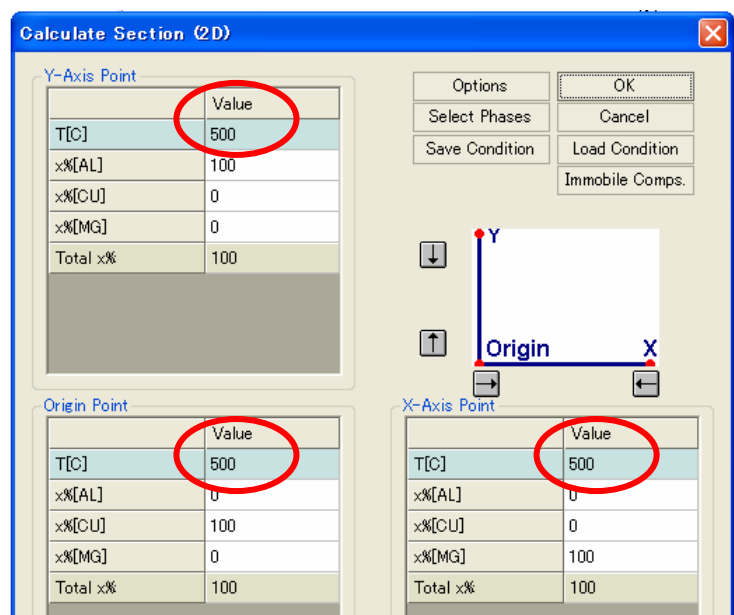 Calculate Section (2D)
Y-Axis Point
Value
T[C] 500
x%[AL] 100
x%[CU] 0
x%[MG] 0
Total x% 100
Options OK
Select Phases Cancel
Save Condition Load Condition
Immobile Comps.
Y
Origin X
Origin Point
Value
T[C] 500
x%[AL] 0
x%[CU] 100
x%[MG] 0
Total x% 100
X-Axis Point
Value
T[C] 500
x%[AL] 0
x%[CU] 0
x%[MG] 100
Total x% 100